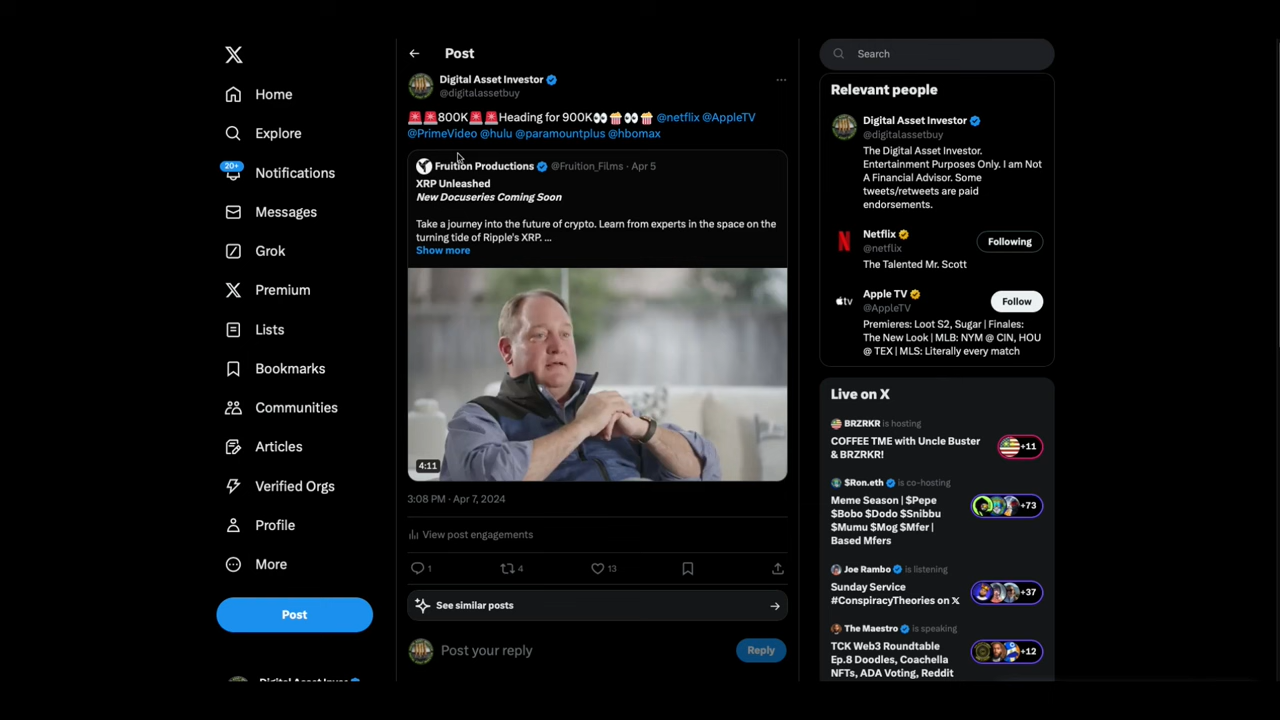 Home
Explore
20+
Notifications
Messages
Grok
Premium
Lists
Bookmarks
Communities
Articles
Verified Orgs
Profile
More
Post
Digital Asset Investo
Post
Digital Asset Investor
@digitalassetbuy
🚨🚨800K🚨🚨Heading for 900K👀🍿👀🍿 @netflix @AppleTV
@PrimeVideo @hulu @paramountplus @hbomax
Fruition Productions @Fruition_Films · Apr 5
XRP Unleashed
New Docuseries Coming Soon
Take a journey into the future of crypto. Learn from experts in the space on the
turning tide of Ripple's XRP. ...
Show more
4:11
3:08 PM · Apr 7, 2024
View post engagements
1 4 13
See similar posts
Post your reply
Reply
Search
Relevant people
Digital Asset Investor
@digitalassetbuy
The Digital Asset Investor.
Entertainment Purposes Only. I am Not
A Financial Advisor. Some
tweets/retweets are paid
endorsements.
Netflix
@netflix
Following
The Talented Mr. Scott
tv
Apple TV
@AppleTV
Follow
Premieres: Loot S2, Sugar | Finales:
The New Look | MLB: NYM @ CIN, HOU
@ TEX | MLS: Literally every match
Live on X
BRZRKR is hosting
COFFEE TME with Uncle Buster
& BRZRKR!
+11
$Ron.eth is co-hosting
Meme Season | $Pepe
$Bobo $Dodo $Snibbu
$Mumu $Mog $Mfer |
Based Mfers
+73
Joe Rambo is listening
Sunday Service
#ConspiracyTheories on 𝕏
+37
The Maestro is speaking
TCK Web3 Roundtable
Ep.8 Doodles, Coachella
NFTs, ADA Voting, Reddit
+12